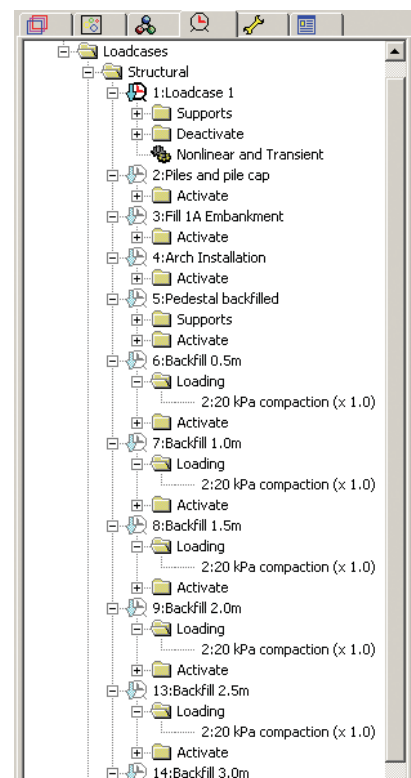 Loadcases
Structural
1:Loadcase 1
Supports
Deactivate
Nonlinear and Transient
2:Piles and pile cap
Activate
3:Fill 1A Embankment
Activate
4:Arch Installation
Activate
5:Pedestal backfilled
Supports
Activate
6:Backfill 0.5m
Loading
2:20 kPa compaction (x 1.0)
Activate
7:Backfill 1.0m
Loading
2:20 kPa compaction (x 1.0)
Activate
8:Backfill 1.5m
Loading
2:20 kPa compaction (x 1.0)
Activate
9:Backfill 2.0m
Loading
2:20 kPa compaction (x 1.0)
Activate
13:Backfill 2.5m
Loading
2:20 kPa compaction (x 1.0)
Activate
14:Backfill 3.0m